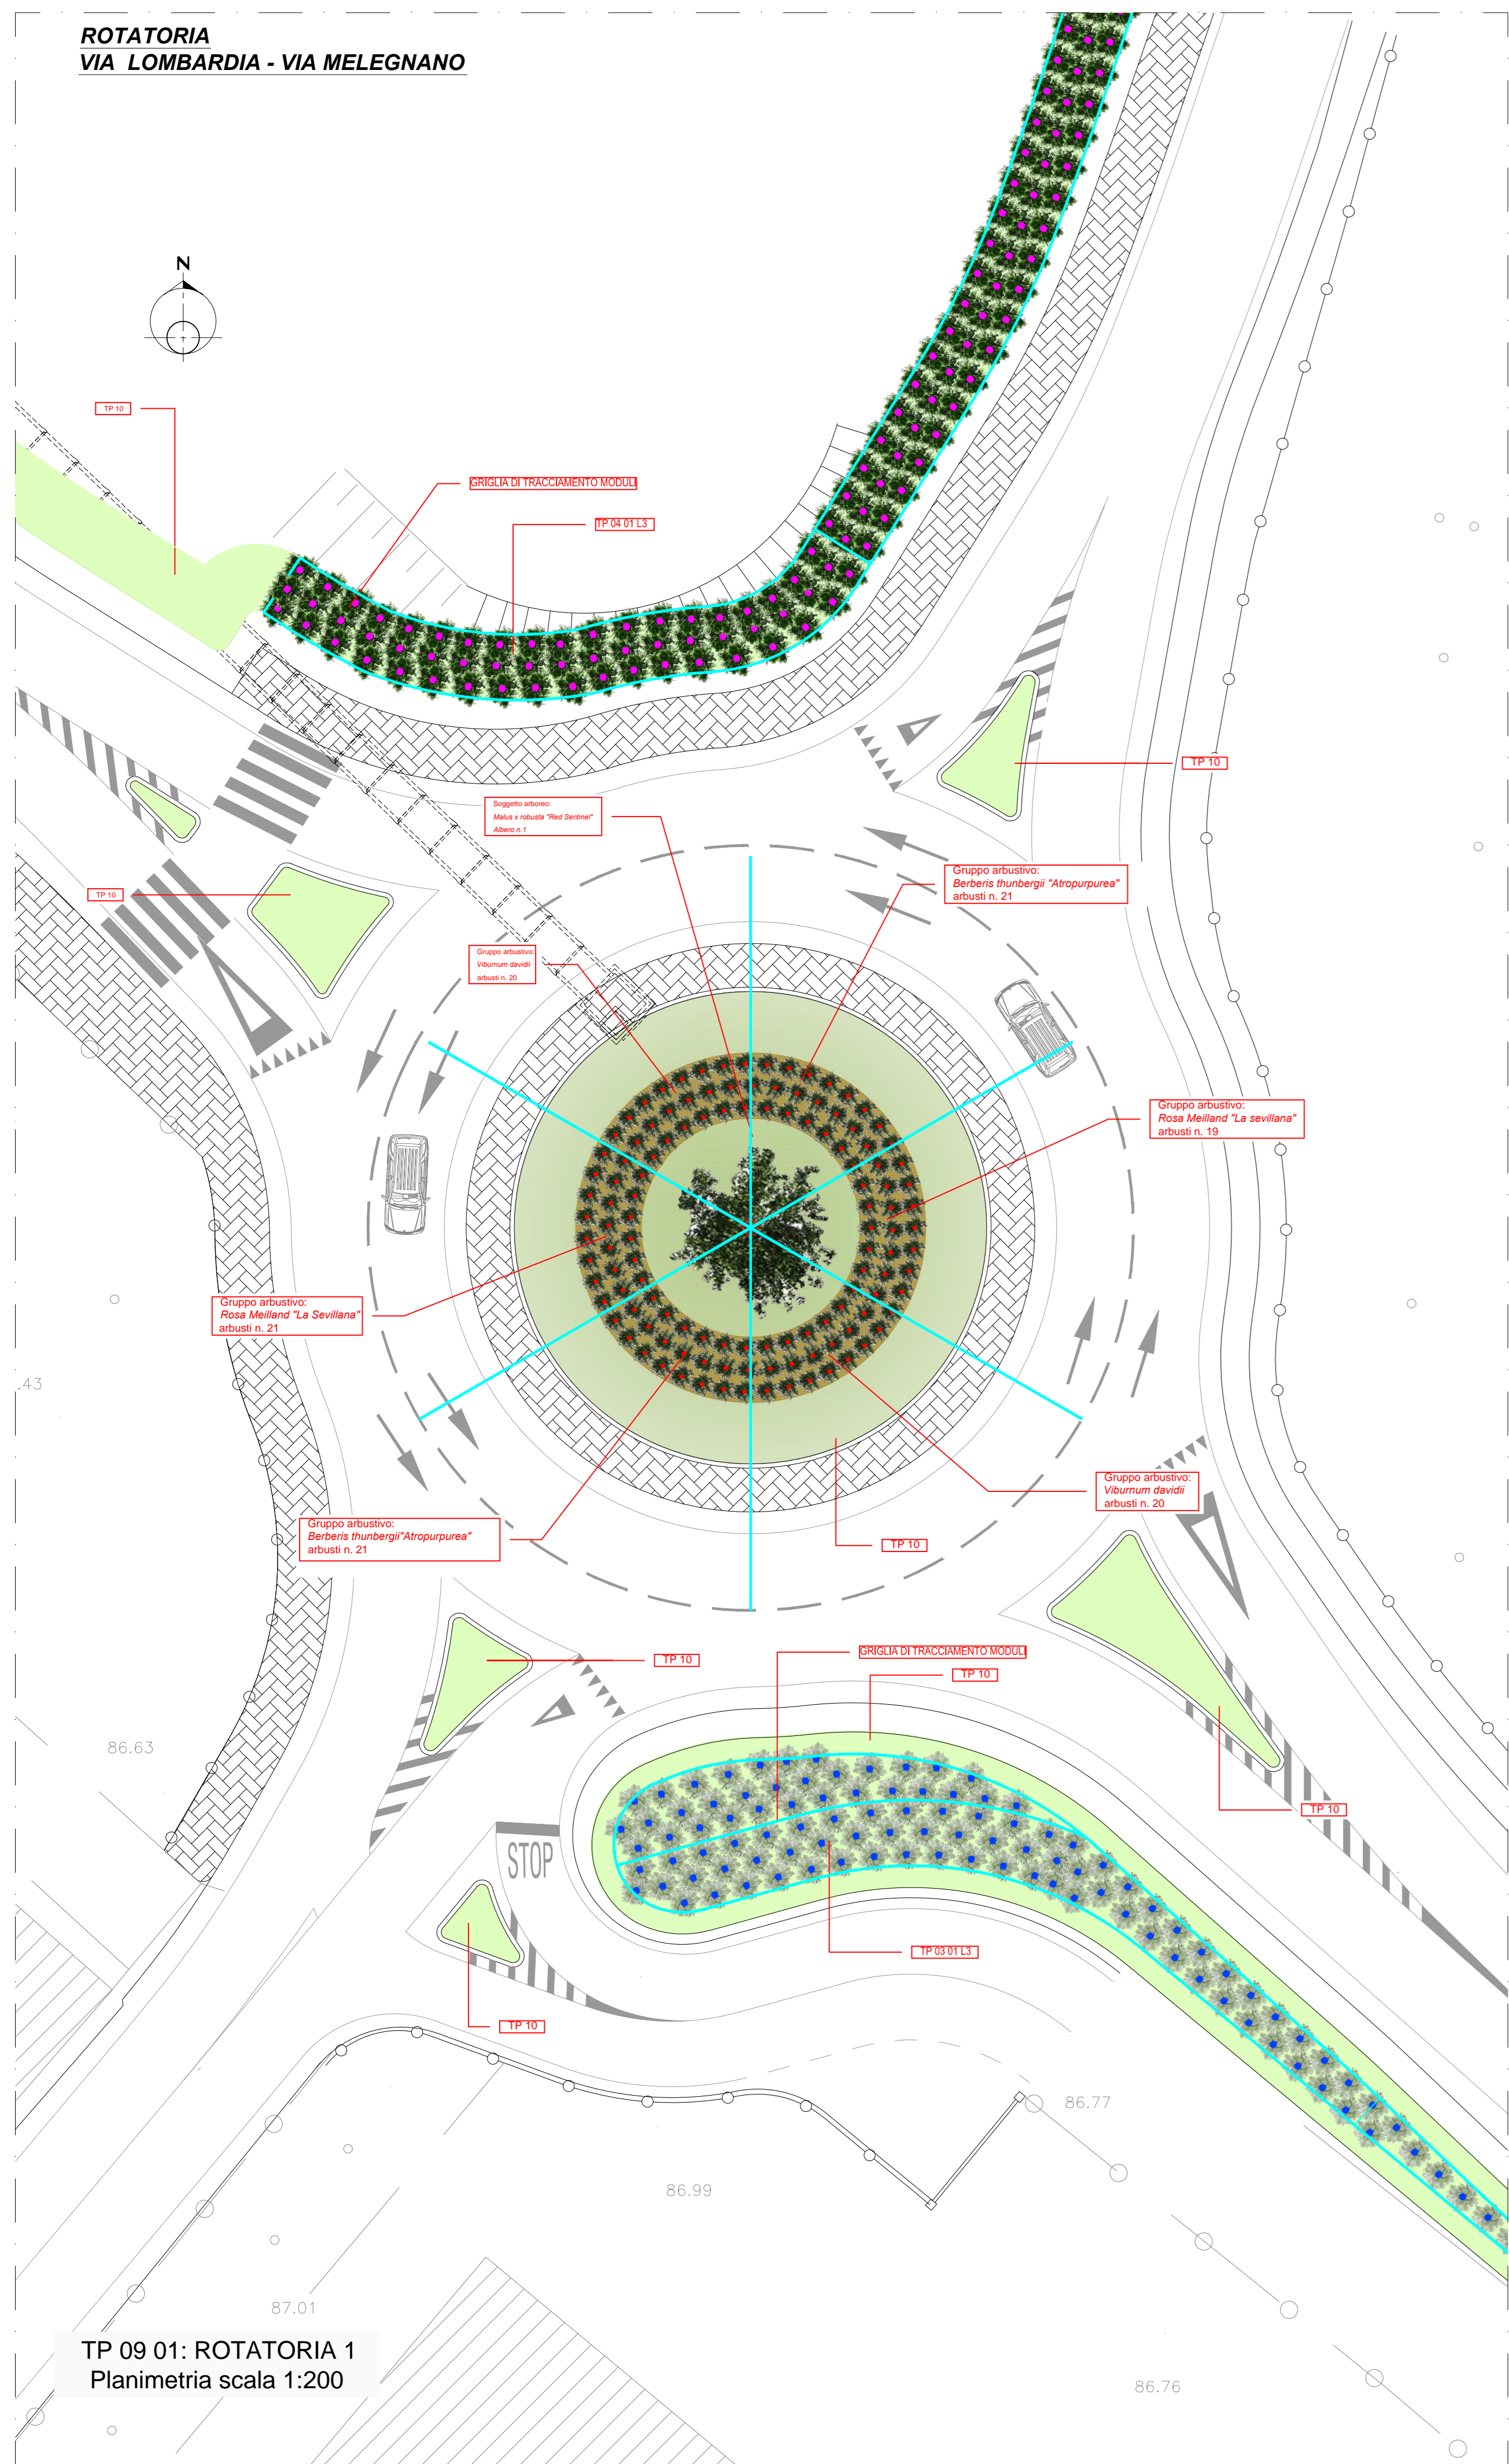 ROTATORIA
VIA LOMBARDIA - VIA MELEGNANO
N
TP 10
GRIGLIA DI TRACCIAMENTO MODULI
TP 04 01 L3
TP 10
Soggetto arboreo:
Malus x robusta "Red Sentinel"
Albero n.1
Gruppo arbustivo:
Berberis thunbergii "Atropurpurea"
arbusti n. 21
TP 10
Gruppo arbustivo:
Viburnum davidii
arbusti n. 20
Gruppo arbustivo:
Rosa Meilland "La sevillana"
arbusti n. 19
Gruppo arbustivo:
Rosa Meilland "La Sevillana"
arbusti n. 21
.43
Gruppo arbustivo:
Viburnum davidii
arbusti n. 20
Gruppo arbustivo:
Berberis thunbergii"Atropurpurea"
arbusti n. 21
TP 10
GRIGLIA DI TRACCIAMENTO MODULI
TP 10
TP 10
86.63
TP 10
STOP
TP 03 01 L3
TP 10
86.77
86.99
87.01
TP 09 01: ROTATORIA 1
Planimetria scala 1:200
86.76